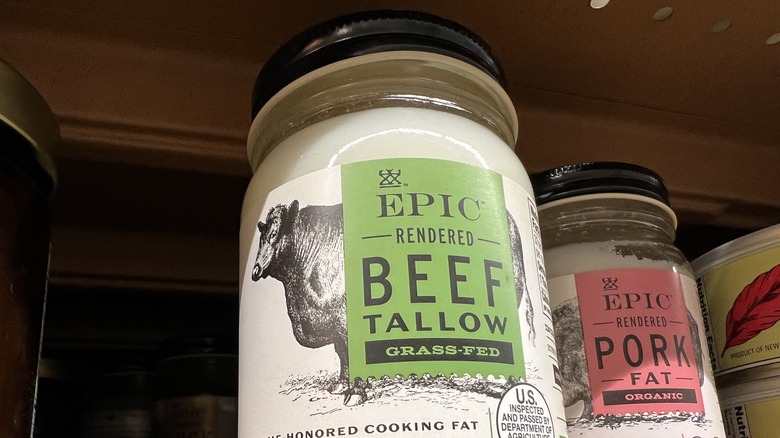 EPIC
RENDERED
BEEF
TALLOW
GRASS-FED
HONORED COOKING FAT
U.S.
INSPECTED
AND PASSED BY
DEPARTMENT OF
AGRICULTURE
EPIC
RENDERED
PORK
FAT
ORGANIC
PRODUCT OF NEW